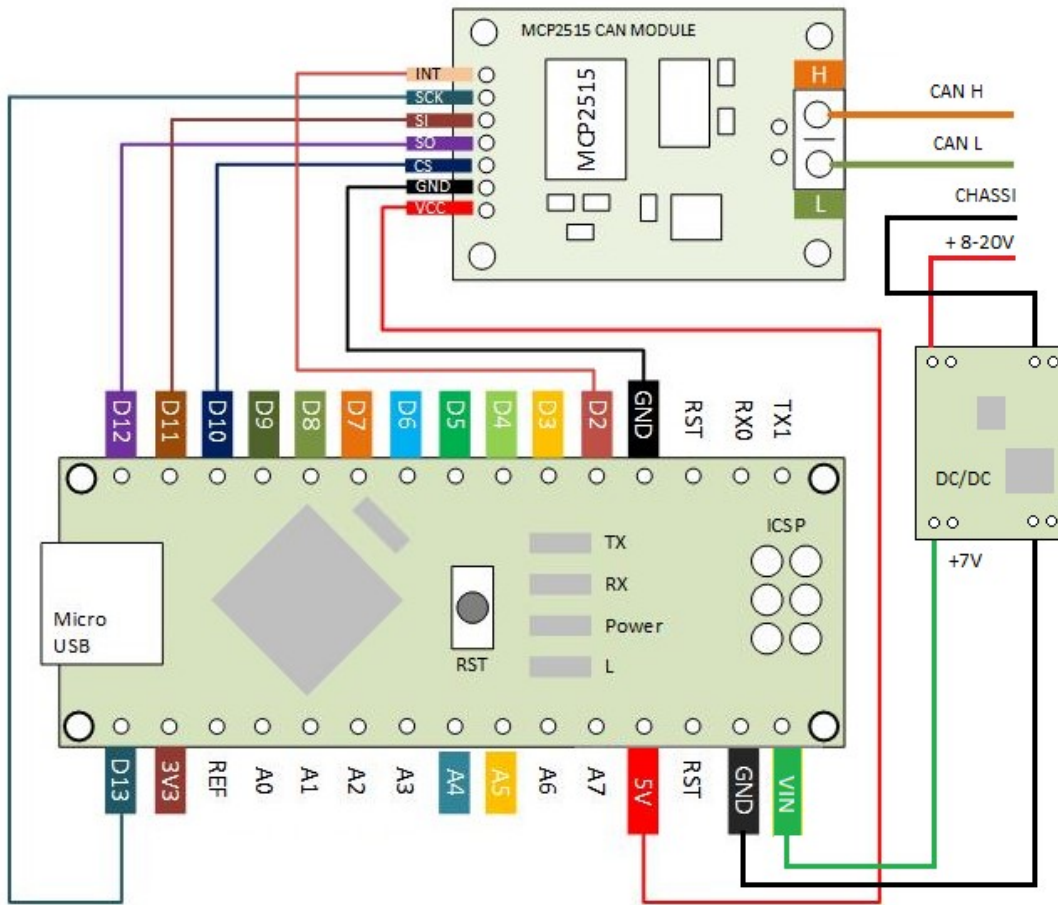 MCP2515 CAN MODULE
INT
SCK
SI
SO
CS
GND
VCC
MCP2515
H
L
CAN H
CAN L
CHASSI
+ 8-20V
DC/DC
+7V
D12
D11
D10
D9
D8
D7
D6
D5
D4
D3
D2
GND
RST
RX0
TX1
Micro
USB
RST
TX
RX
Power
L
ICSP
D13
3V3
REF
A0
A1
A2
A3
A4
A5
A6
A7
5V
RST
GND
VIN